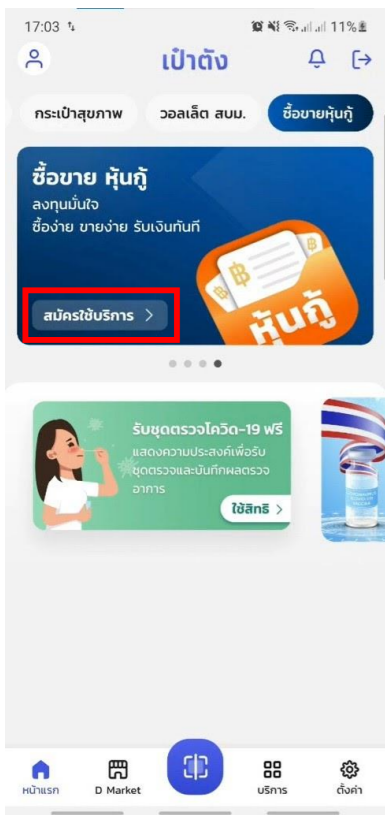 17:03
11%
เป๋าตัง
กระเป๋าสุขภาพ
วอลเล็ต สบม.
ซื้อขายหุ้นกู้
ซื้อขาย หุ้นกู้
ลงทุนมั่นใจ
ซื้อง่าย ขายง่าย รับเงินทันที
สมัครใช้บริการ >
หุ้นกู้
รับชุดตรวจโควิด-19 ฟรี
แสดงความประสงค์เพื่อรับ
ชุดตรวจและบันทึกผลตรวจ
อาการ
ใช้สิทธิ >
หน้าแรก
D Market
บริการ
ตั้งค่า